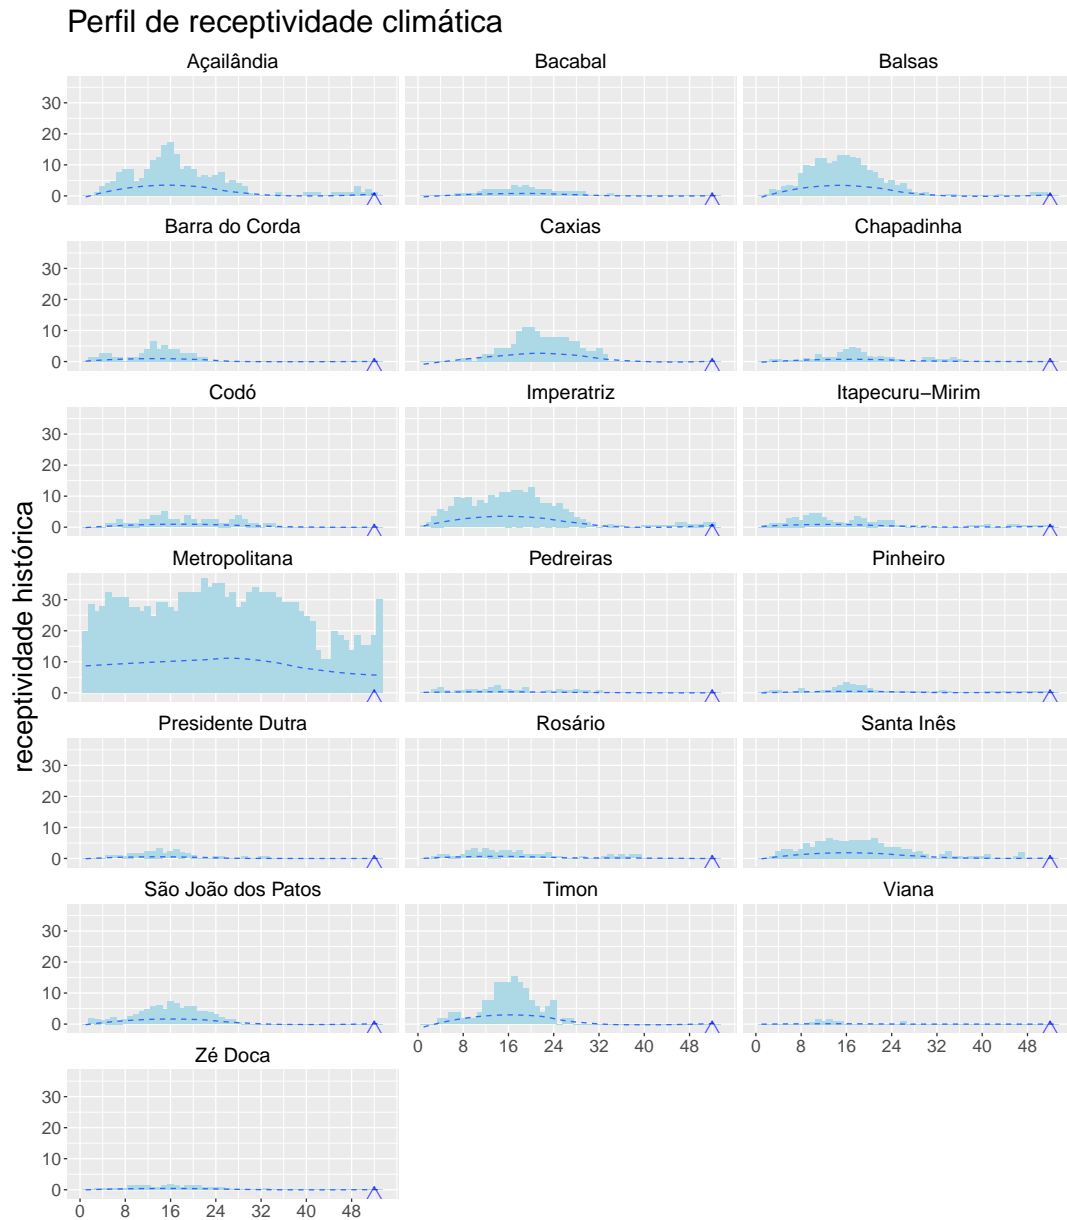 Perfil de receptividade climática
Açailândia Bacabal Balsas
30
20
10
0
Barra do Corda Caxias Chapadinha
30
20
10
0
Codó Imperatriz Itapecuru−Mirim
30
20
10
0
receptividade histórica
Metropolitana Pedreiras Pinheiro
30
20
10
0
Presidente Dutra Rosário Santa Inês
30
20
10
0
São João dos Patos Timon Viana
30
20
10
0
0 8 16 24 32 48 0 8 16 24 32 48
Zé Doca
30
20
10
0
0 8 16 24 32 48